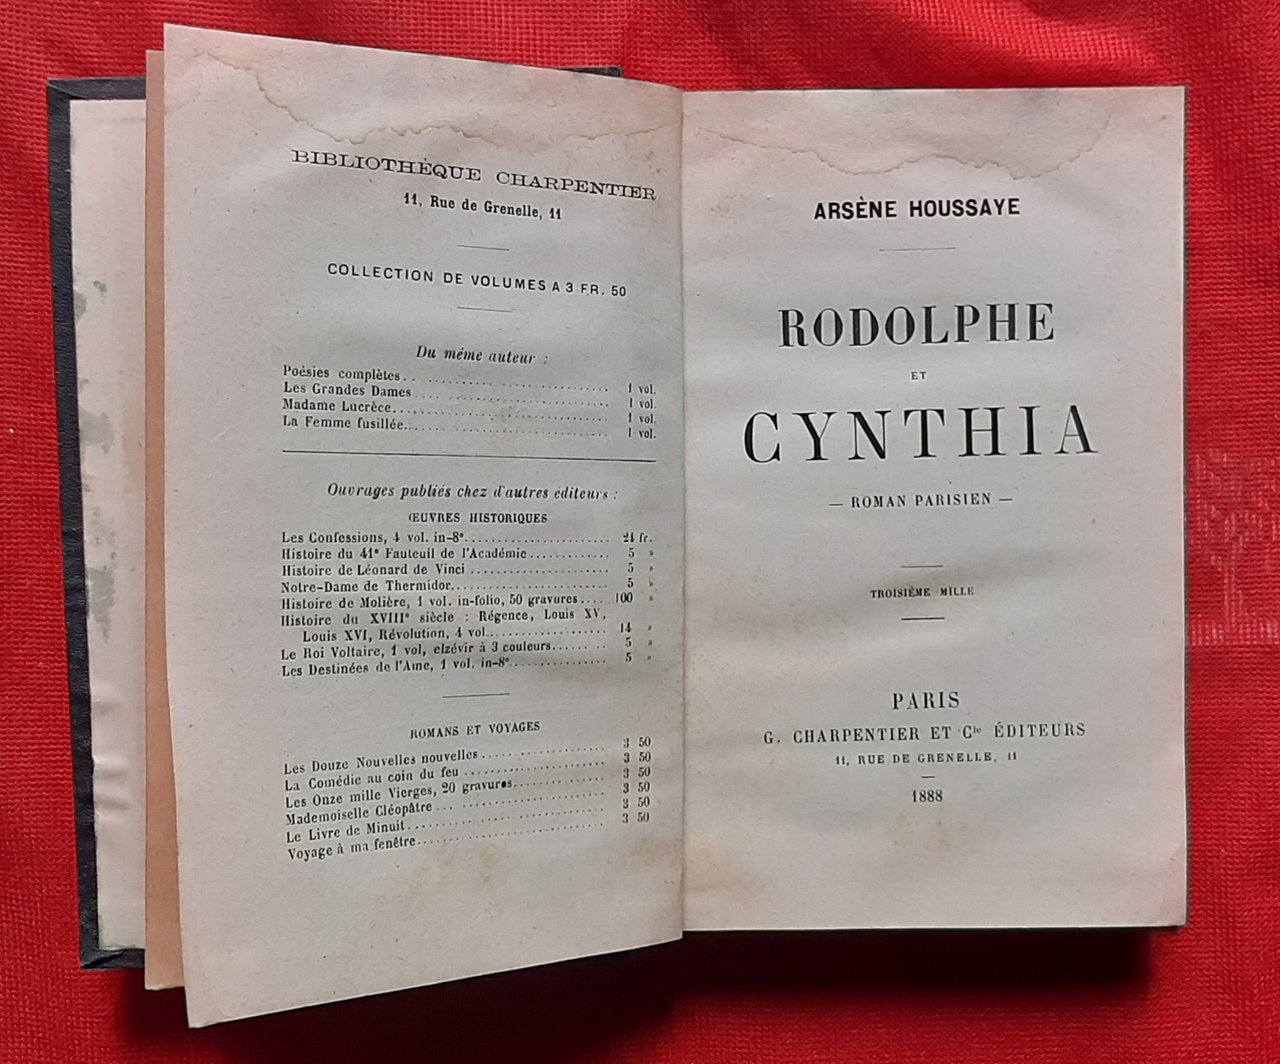 BIBLIOTHÈQUE CHARPENTIER
11, Rue de Grenelle, 11
COLLECTION DE VOLUMES A 3 FR. 50
Du même auteur :
Poésies complètes. . . . . . . . . . . . . . 1 vol.
Les Grandes Dames . . . . . . . . . . . . . . 1 vol.
Madame Lucrèce. . . . . . . . . . . . . . 1 vol.
La Femme fusillée. . . . . . . . . . . . . . 1 vol.
Ouvrages publiés chez d'autres éditeurs :
ŒUVRES HISTORIQUES
Les Confessions, 4 vol. in-8º. . . . . . . . . . . . . . 24 fr.
Histoire du 41e Fauteuil de l'Académie . . . . . . . . . . 5 »
Histoire de Léonard de Vinci . . . . . . . . . . . . . . 5 »
Notre-Dame de Thermidor. . . . . . . . . . . . . . 5 »
Histoire de Molière, 1 vol. in-folio, 50 gravures . . . . 100 »
Histoire du XVIIIe siècle : Régence, Louis XV,
Louis XVI, Révolution, 4 vol. . . . . . . . . . . . . . 14 »
Le Roi Voltaire, 1 vol, elzévir à 3 couleurs. . . . . . . 5 »
Les Destinées de l'Ame, 1 vol. in-8º. . . . . . . . . . . . 5 »
ROMANS ET VOYAGES
Les Douze Nouvelles nouvelles . . . . . . . . . . . . . . 3 50
La Comédie au coin du feu . . . . . . . . . . . . . . 3 50
Les Onze mille Vierges, 20 gravures. . . . . . . . . . . . 3 50
Mademoiselle Cléopâtre . . . . . . . . . . . . . . 3 50
Le Livre de Minuit. . . . . . . . . . . . . . 3 50
Voyage à ma fenêtre. . . . . . . . . . . . . . 3 50
ARSÈNE HOUSSAYE
RODOLPHE
ET
CYNTHIA
— ROMAN PARISIEN —
TROISIÈME MILLE
PARIS
G. CHARPENTIER ET Cie ÉDITEURS
11, RUE DE GRENELLE, 11
1888